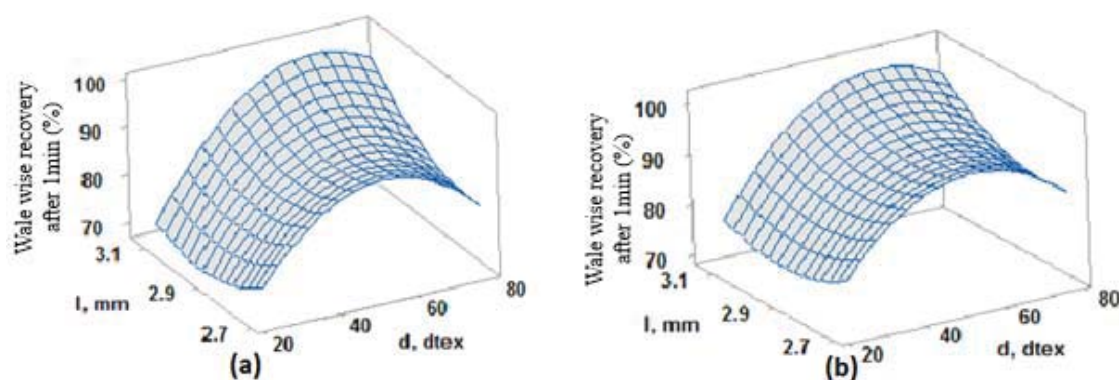 Wale wise recovery
after 1min (%)
100
90
80
70
3.1
2.9
2.7
l, mm
20
40
60
80
d, dtex
(a)
Wale wise recovery
after 1min (%)
100
90
80
70
3.1
2.9
2.7
l, mm
20
40
60
80
d, dtex
(b)